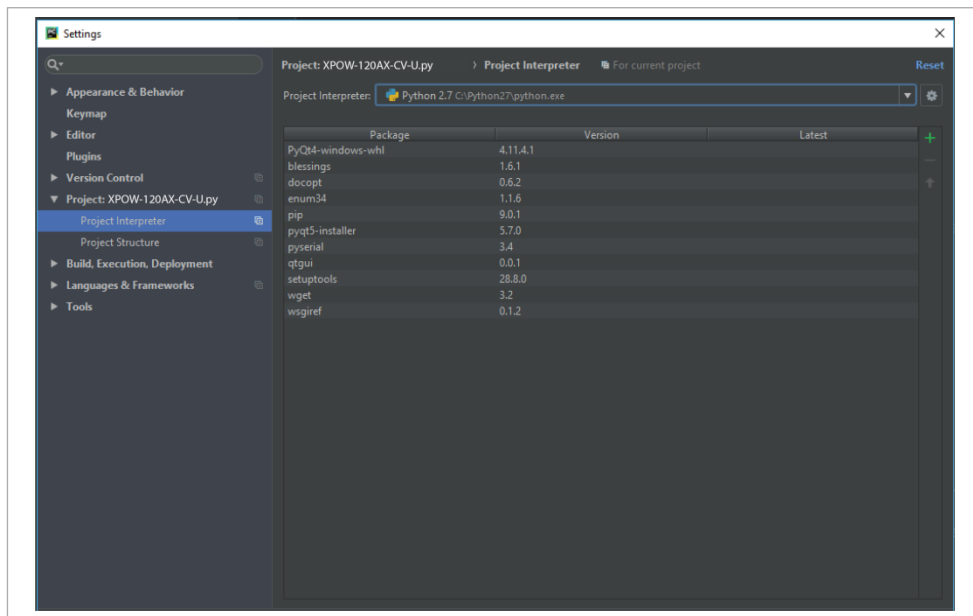 Settings
Project: XPOW-120AX-CV-U.py › Project Interpreter For current project Reset
Appearance & Behavior
Keymap
Editor
Plugins
Version Control
Project: XPOW-120AX-CV-U.py
Project Interpreter
Project Structure
Build, Execution, Deployment
Languages & Frameworks
Tools
Project Interpreter: Python 2.7 C:\Python27\python.exe
Package Version Latest
PyQt4-windows-whl 4.11.4.1
blessings 1.6.1
docopt 0.6.2
enum34 1.1.6
pip 9.0.1
pyqt5-installer 5.7.0
pyserial 3.4
qtgui 0.0.1
setuptools 28.8.0
wget 3.2
wsgiref 0.1.2